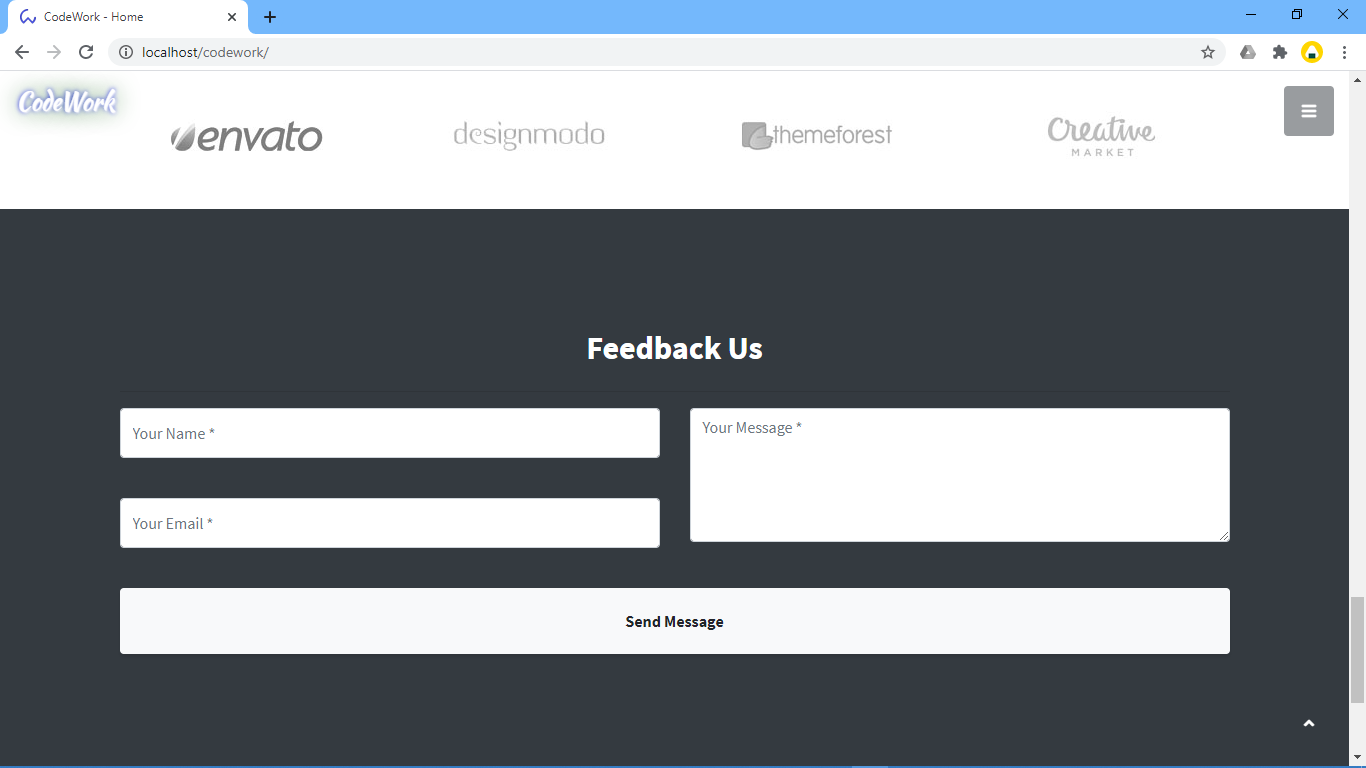 CodeWork - Home
localhost/codework/
CodeWork
envato
designmodo
themeforest
Creative
MARKET
Feedback Us
Your Name *
Your Message *
Your Email *
Send Message